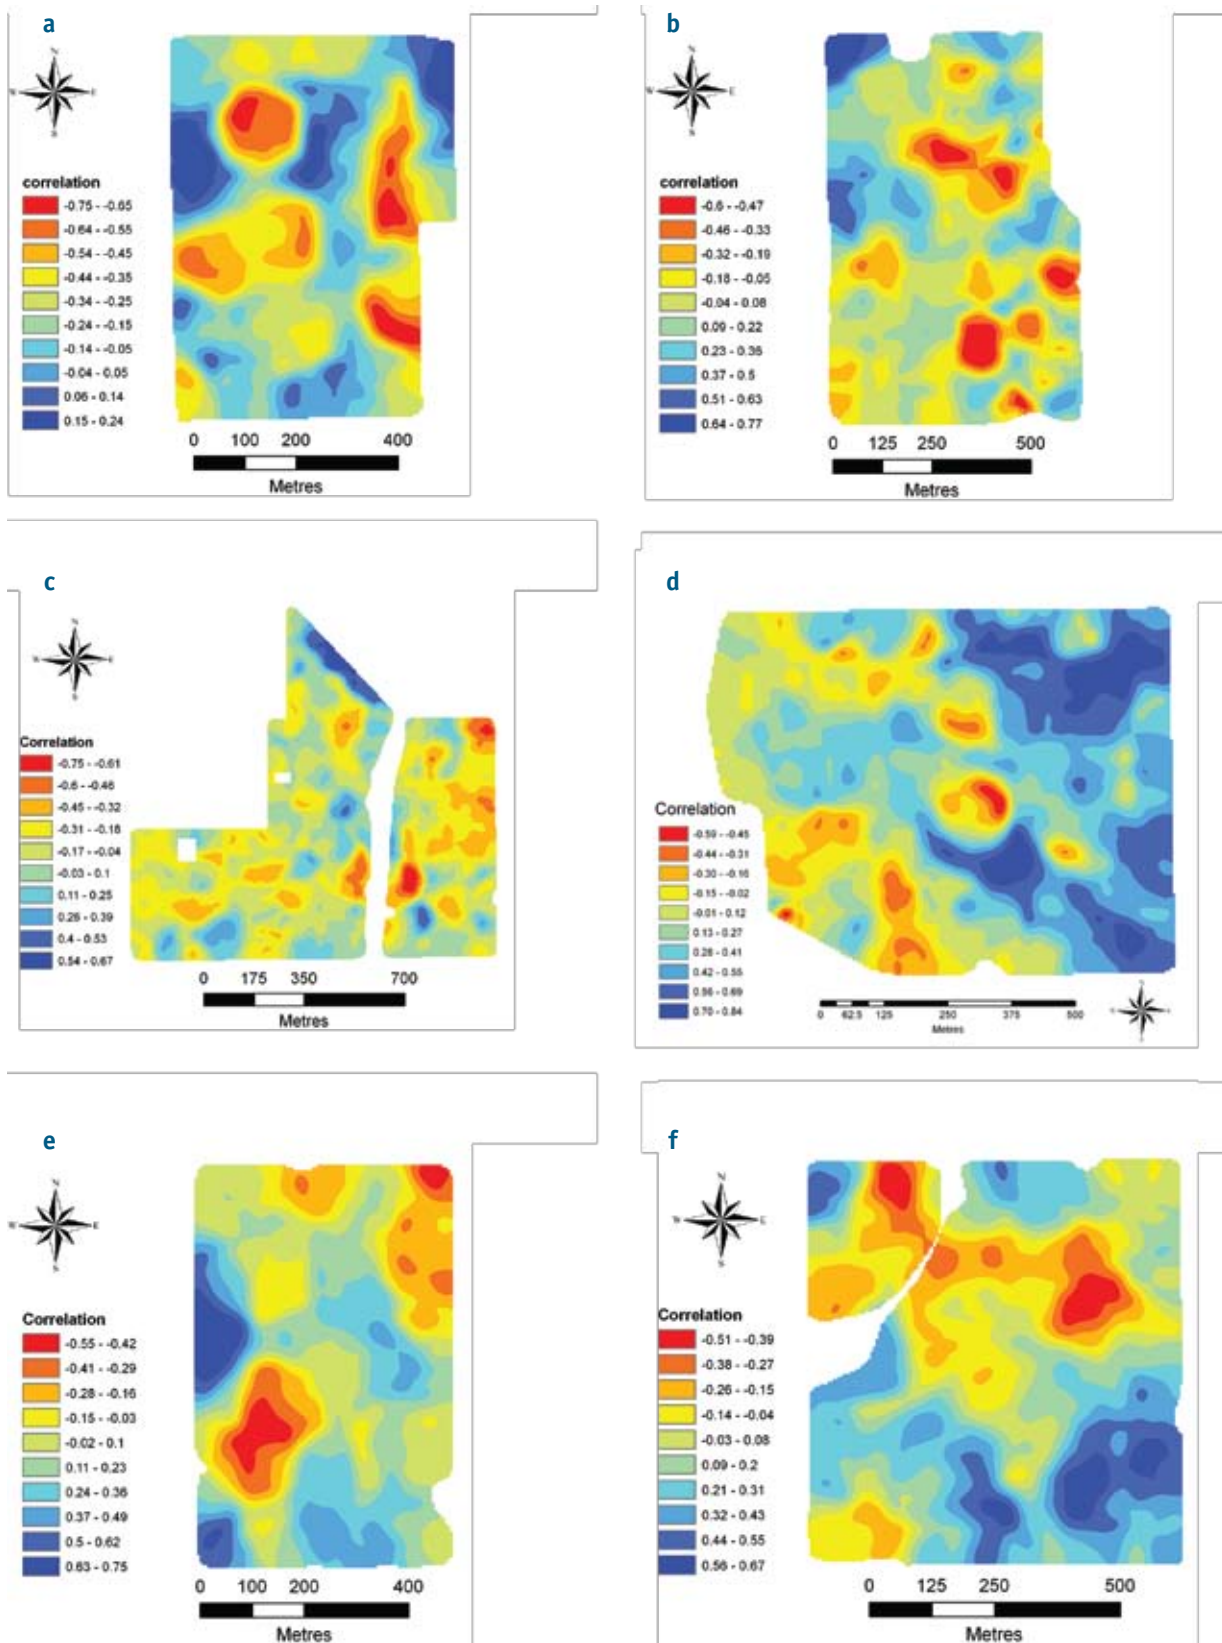 a
N
W E
S
correlation
-0.75 - -0.65
-0.64 - -0.55
-0.54 - -0.45
-0.44 - -0.35
-0.34 - -0.25
-0.24 - -0.15
-0.14 - -0.05
-0.04 - 0.05
0.06 - 0.14
0.15 - 0.24
0 100 200 400
Metres
b
N
W E
S
correlation
-0.6 - -0.47
-0.46 - -0.33
-0.32 - -0.19
-0.18 - -0.05
-0.04 - 0.08
0.09 - 0.22
0.23 - 0.36
0.37 - 0.5
0.51 - 0.63
0.64 - 0.77
0 125 250 500
Metres
c
N
W E
S
Correlation
-0.75 - -0.61
-0.6 - -0.46
-0.45 - -0.32
-0.31 - -0.18
-0.17 - -0.04
-0.03 - 0.1
0.11 - 0.25
0.26 - 0.39
0.4 - 0.53
0.54 - 0.67
0 175 350 700
Metres
d
Correlation
-0.59 - -0.45
-0.44 - -0.31
-0.30 - -0.16
-0.15 - -0.02
-0.01 - 0.12
0.13 - 0.27
0.28 - 0.41
0.42 - 0.55
0.56 - 0.69
0.70 - 0.84
0 62.5 125 250 375 500
Metres
e
N
W E
S
Correlation
-0.55 - -0.42
-0.41 - -0.29
-0.28 - -0.16
-0.15 - -0.03
-0.02 - 0.1
0.11 - 0.23
0.24 - 0.36
0.37 - 0.49
0.5 - 0.62
0.63 - 0.75
0 100 200 400
Metres
f
N
W E
S
Correlation
-0.51 - -0.39
-0.38 - -0.27
-0.26 - -0.15
-0.14 - -0.04
-0.03 - 0.08
0.09 - 0.2
0.21 - 0.31
0.32 - 0.43
0.44 - 0.55
0.56 - 0.67
0 125 250 500
Metres